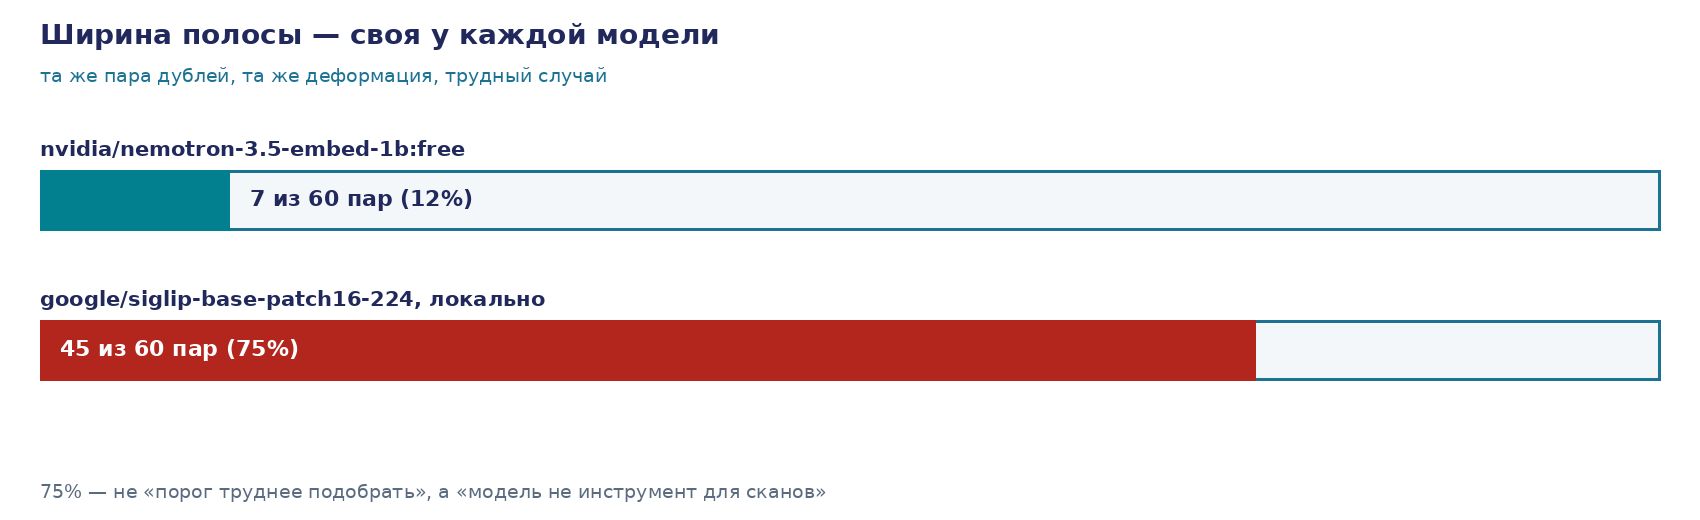 Ширина полосы — своя у каждой модели
та же пара дублей, та же деформация, трудный случай
nvidia/nemotron-3.5-embed-1b:free
7 из 60 пар (12%)
google/siglip-base-patch16-224, локально
45 из 60 пар (75%)
75% — не «порог труднее подобрать», а «модель не инструмент для сканов»